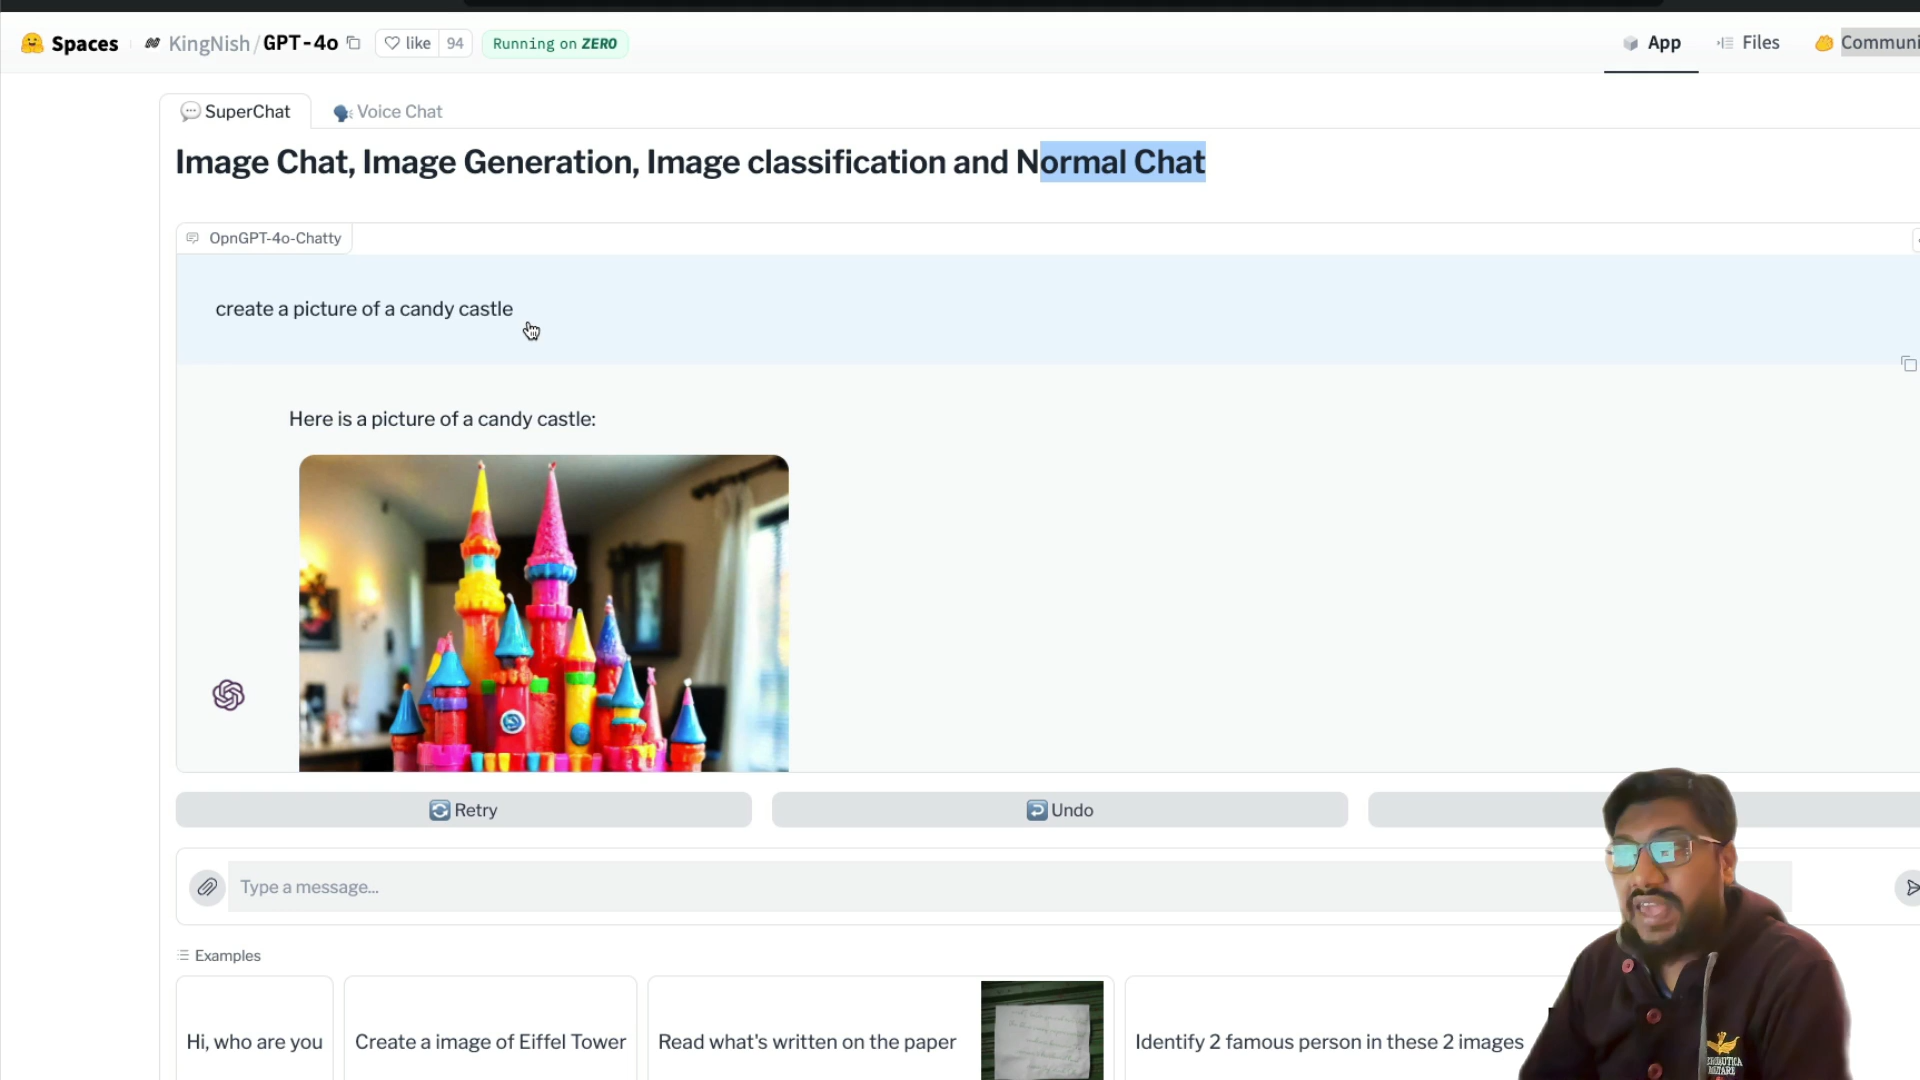 Spaces KingNish/GPT-4o like 94 Running on ZERO App Files Communi
SuperChat Voice Chat
Image Chat, Image Generation, Image classification and Normal Chat
OpnGPT-4o-Chatty
create a picture of a candy castle
Here is a picture of a candy castle:
Retry Undo
Type a message...
Examples
Hi, who are you Create a image of Eiffel Tower Read what's written on the paper Identify 2 famous person in these 2 images